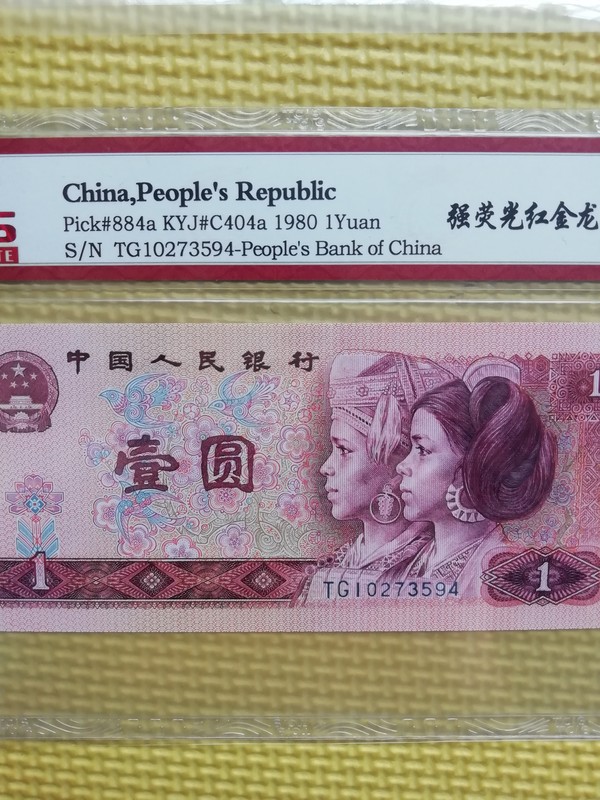 China,People's Republic
Pick#884a KYJ#C404a 1980 1Yuan
S/N TG10273594-People's Bank of China
强荧光红金龙
中国人民银行
1
壹圆
1
TG10273594
1